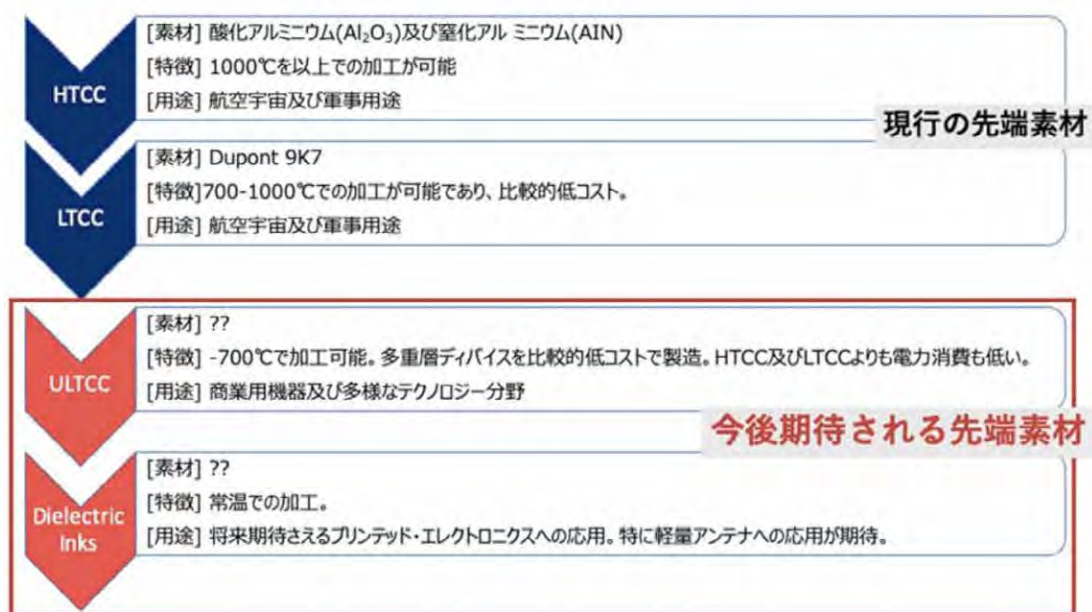 HTCC
[素材] 酸化アルミニウム(Al₂O₃)及び窒化アル ミニウム(AIN)
[特徴] 1000℃を以上での加工が可能
[用途] 航空宇宙及び軍事用途
現行の先端素材
LTCC
[素材] Dupont 9K7
[特徴]700-1000℃での加工が可能であり、比較的低コスト。
[用途] 航空宇宙及び軍事用途
ULTCC
[素材] ??
[特徴] -700℃で加工可能。多重層ディバイスを比較的低コストで製造。HTCC及びLTCCよりも電力消費も低い。
[用途] 商業用機器及び多様なテクノロジー分野
今後期待される先端素材
Dielectric
Inks
[素材] ??
[特徴] 常温での加工。
[用途] 将来期待さえるプリンテッド・エレクトロニクスへの応用。特に軽量アンテナへの応用が期待。